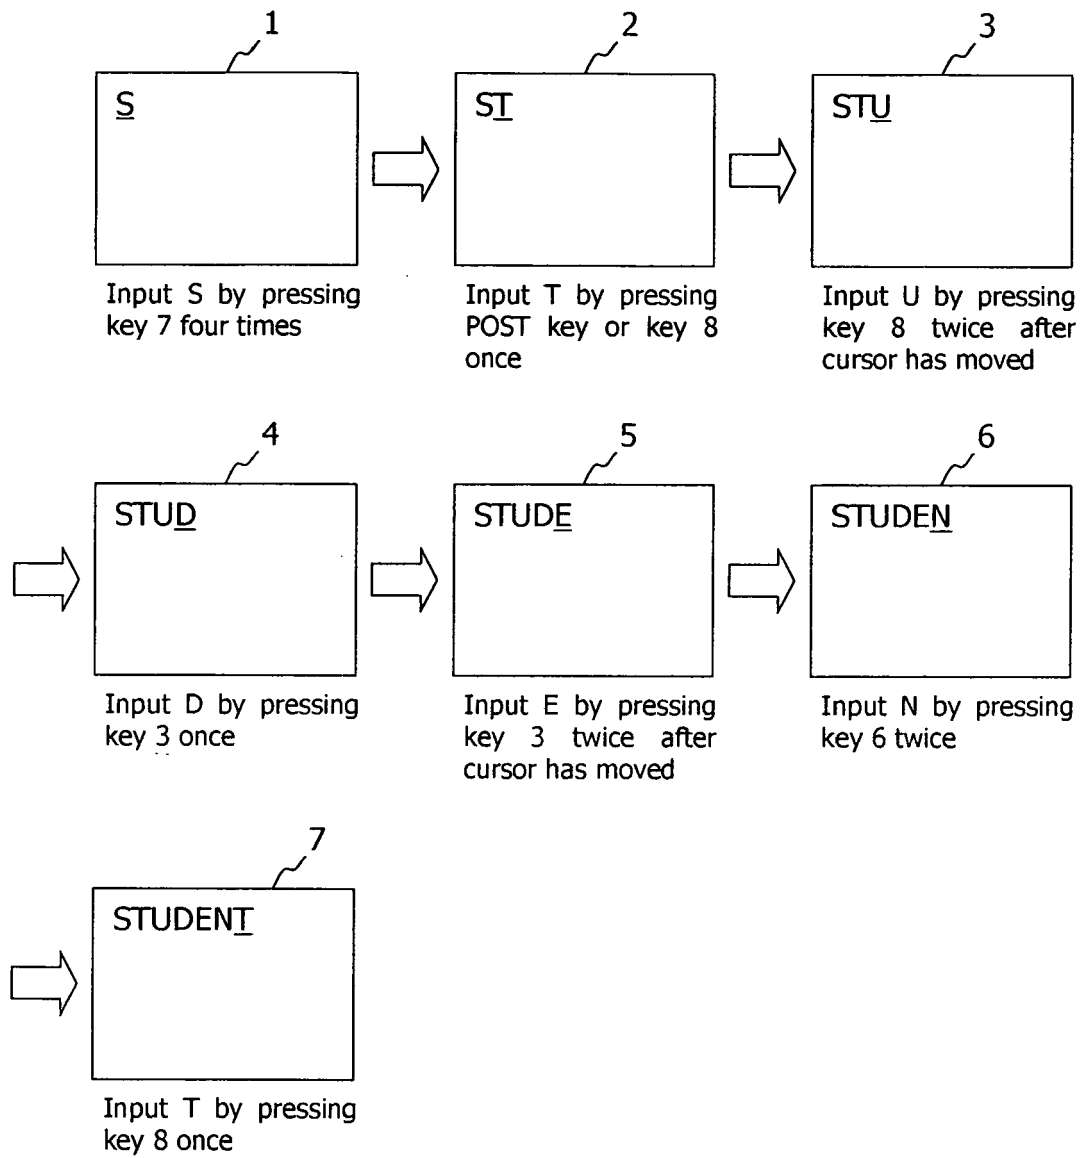 1
2
3
S
ST
STU
Input S by pressing
key 7 four times
Input T by pressing
POST key or key 8
once
Input U by pressing
key 8 twice after
cursor has moved
4
5
6
STUD
STUDE
STUDEN
Input D by pressing
key 3 once
Input E by pressing
key 3 twice after
cursor has moved
Input N by pressing
key 6 twice
7
STUDENT
Input T by pressing
key 8 once